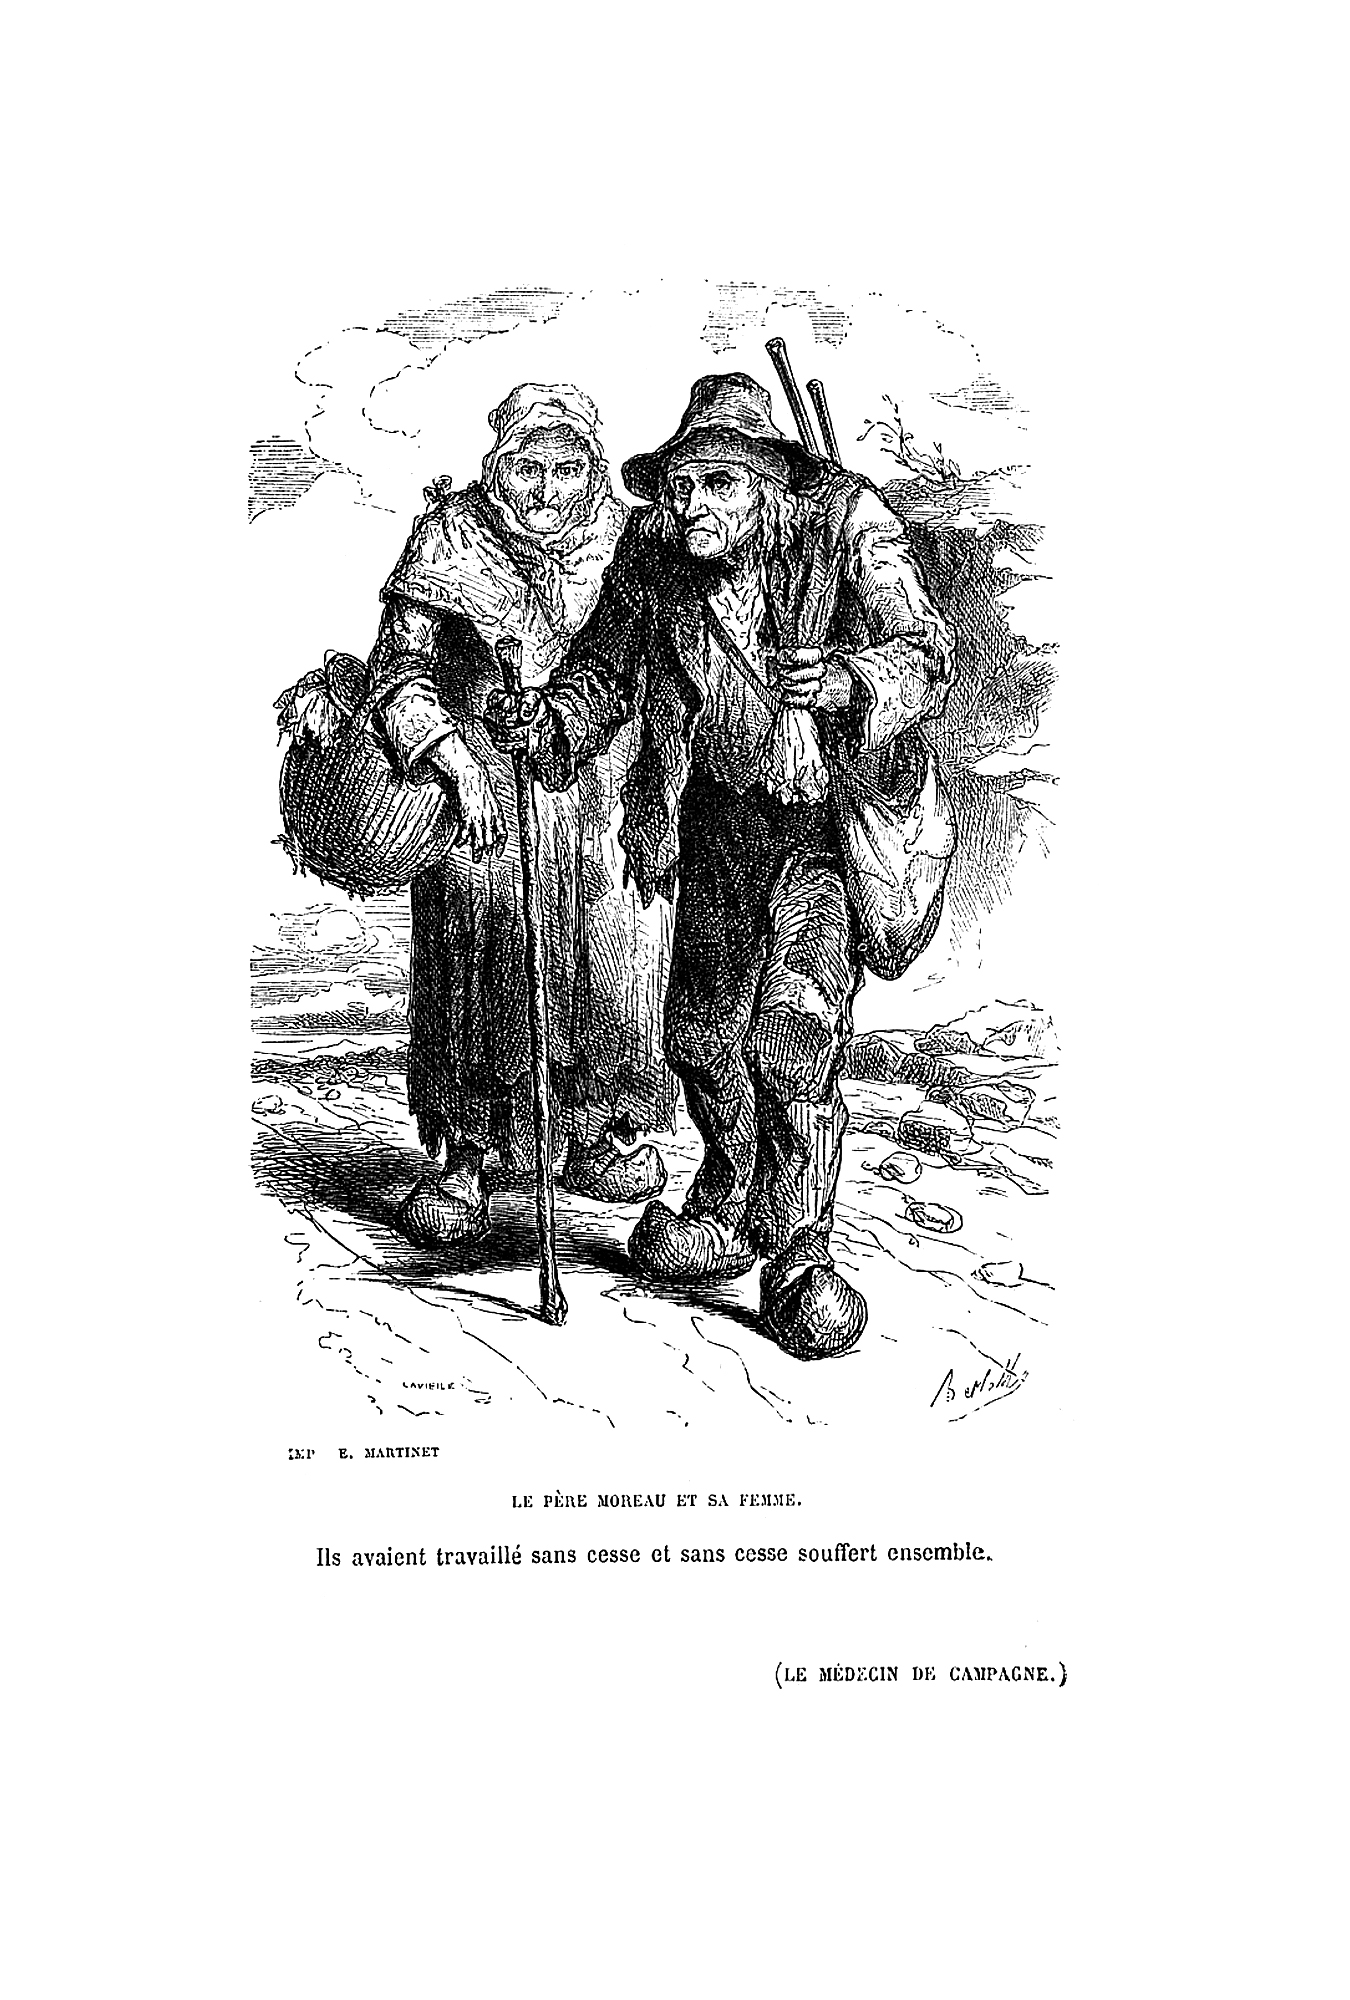 LAVIEILLE
IMP E. MARTINET
LE PÈRE MOREAU ET SA FEMME.
Ils avaient travaillé sans cesse et sans cesse souffert ensemble.
(LE MÉDECIN DE CAMPAGNE.)